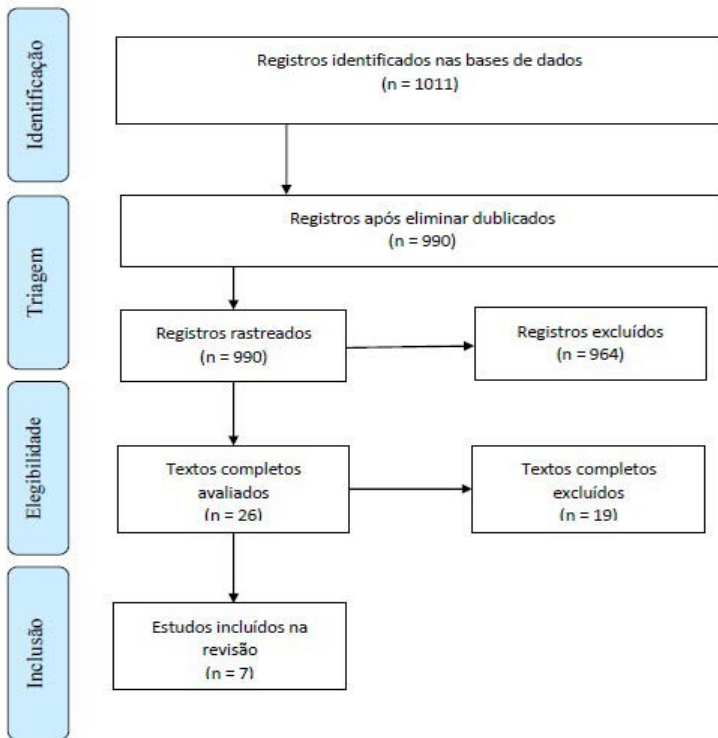 Identificação
Registros identificados nas bases de dados
(n = 1011)
Triagem
Registros após eliminar dublicados
(n = 990)
Registros rastreados
(n = 990)
Registros excluídos
(n = 964)
Elegibilidade
Textos completos
avaliados
(n = 26)
Textos completos
excluídos
(n = 19)
Inclusão
Estudos incluídos na
revisão
(n = 7)